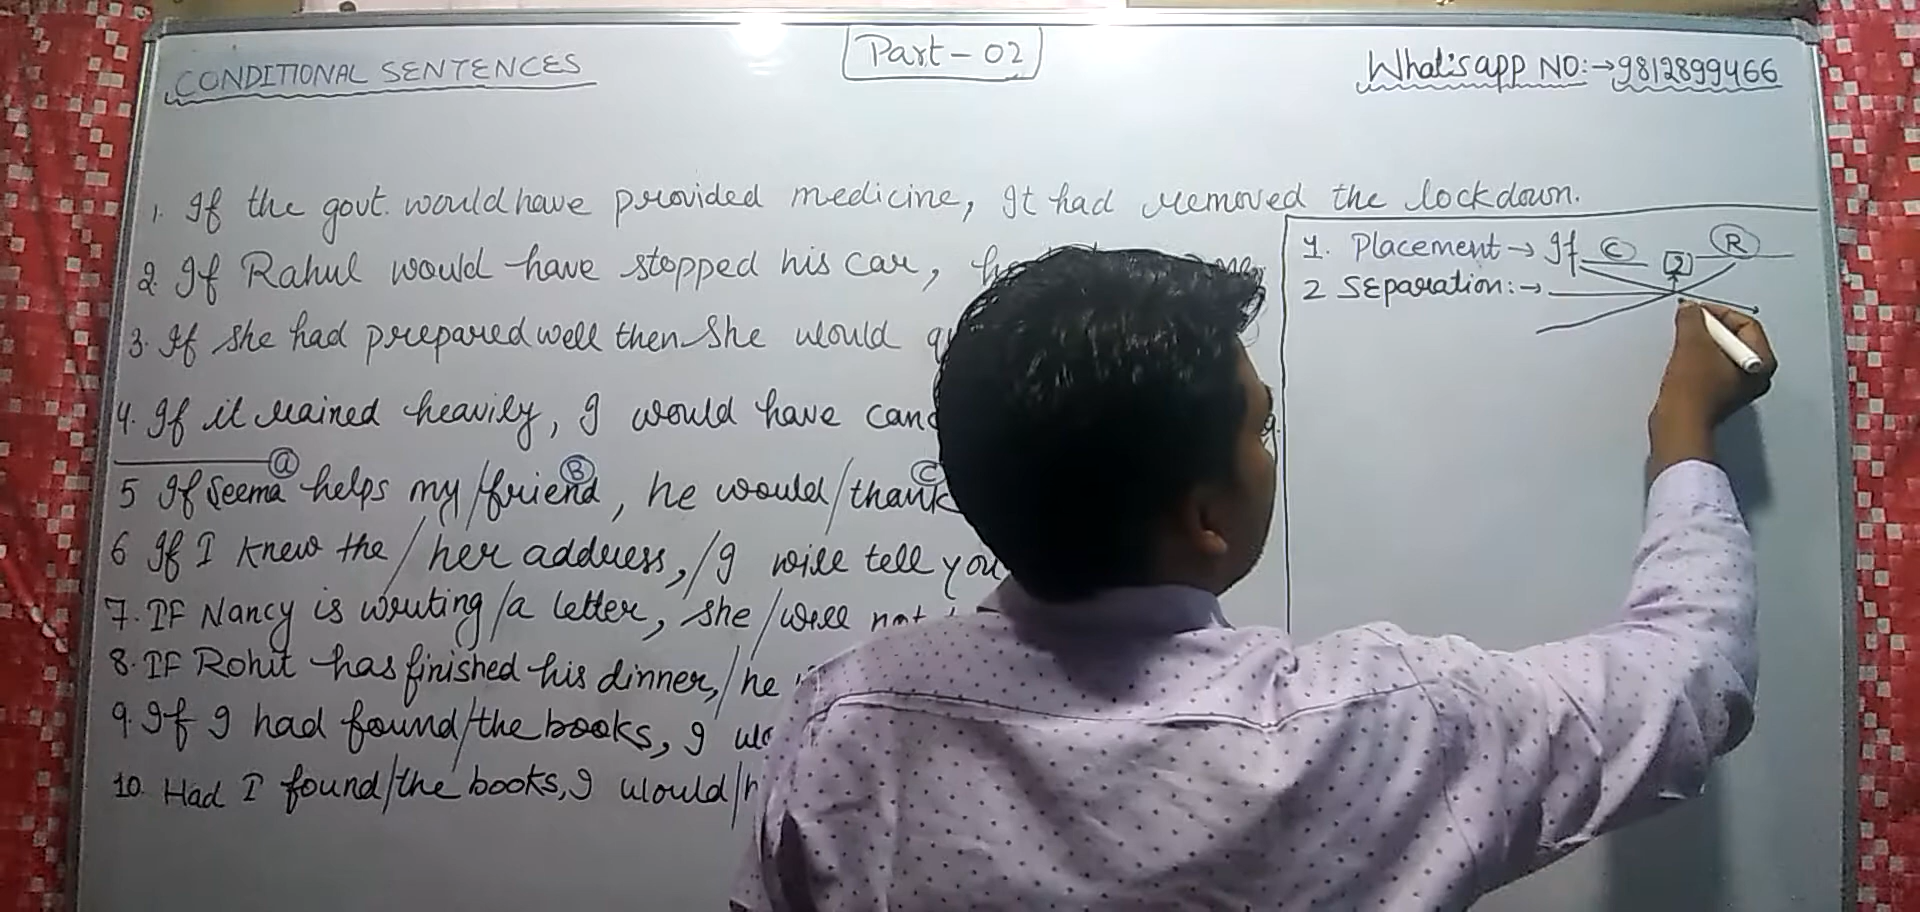 CONDITIONAL SENTENCES
Part - 02
What'sapp NO:→9812899466
1. If the govt. would have provided medicine, It had removed the lockdown.
2. If Rahul would have stopped his car,
3. If She had prepared well then She would
4. If it rained heavily, I would have
5 If Seema helps my/friend, he would/thank
a B C
6 If I knew the/her address,/I will tell you
7. IF Nancy is writing/a letter, she/will not
8. IF Rohit has finished his dinner,/he
9. If I had found/the books, I
10. Had I found/the books, I would/
1. Placement → If C 2 R
2 SEparation:→